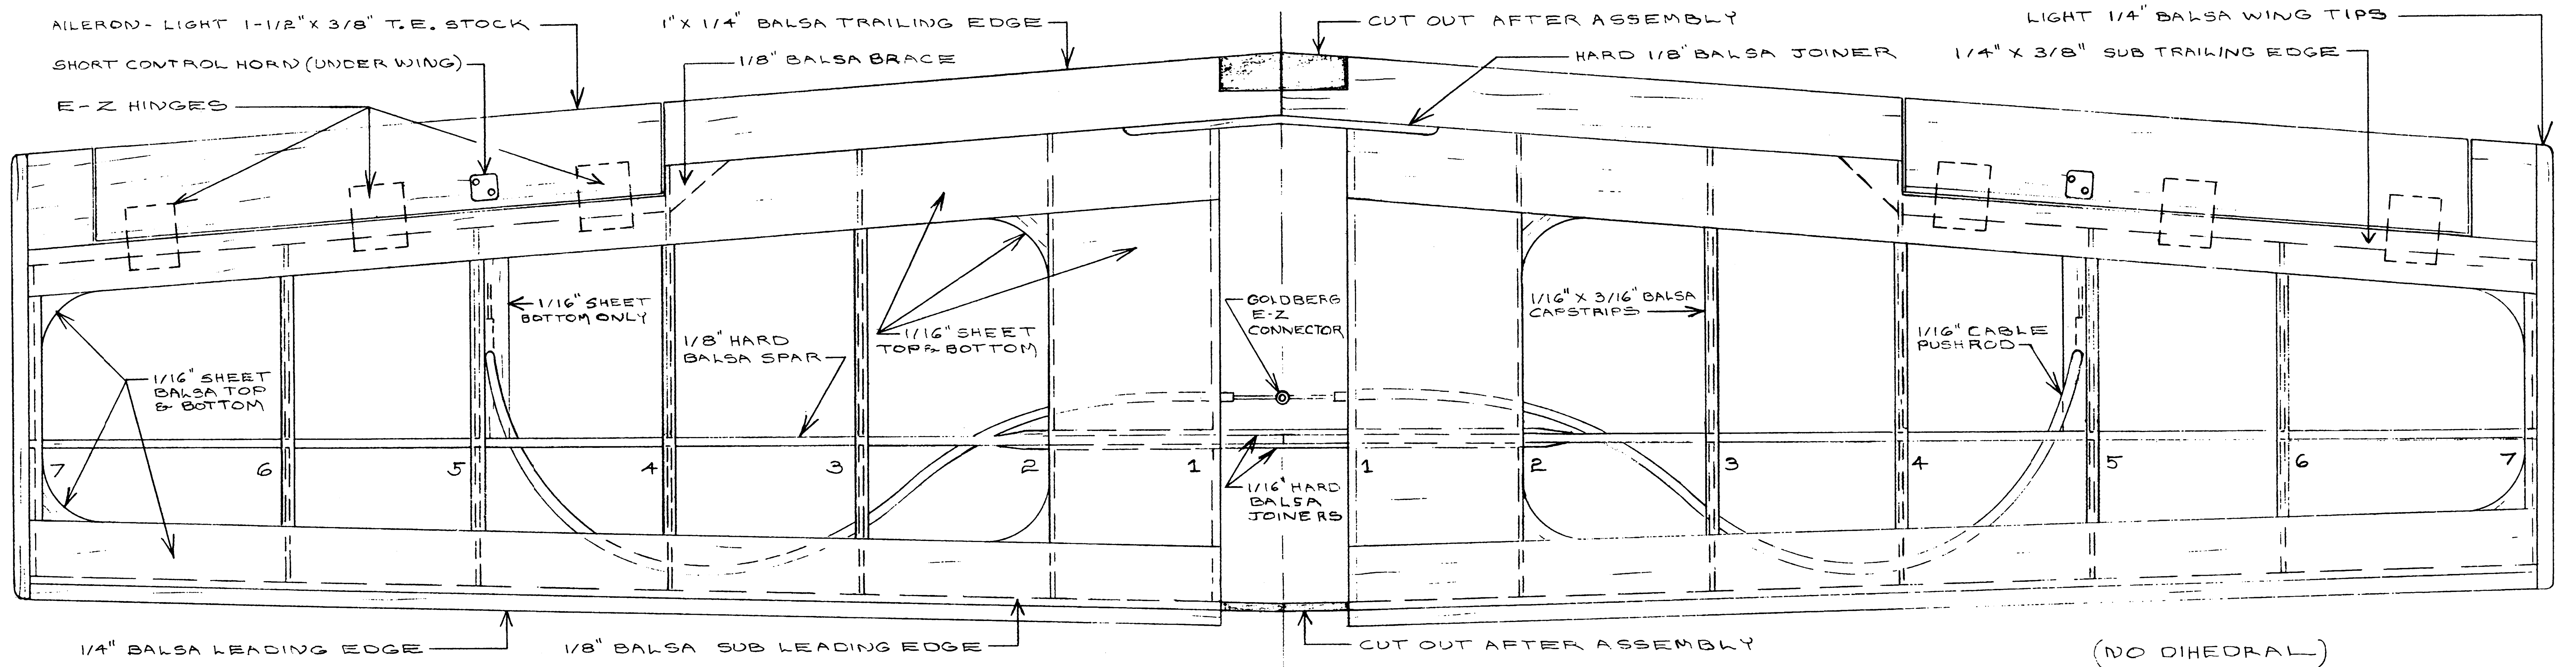 AILERON - LIGHT 1-1/2" X 3/8" T.E. STOCK
1" X 1/4" BALSA TRAILING EDGE
CUT OUT AFTER ASSEMBLY
LIGHT 1/4" BALSA WING TIPS
SHORT CONTROL HORN (UNDER WING)
1/8" BALSA BRACE
HARD 1/8" BALSA JOINER
1/4" X 3/8" SUB TRAILING EDGE
E-Z HINGES
1/16" SHEET
BOTTOM ONLY
1/8" HARD
BALSA SPAR
1/16" SHEET
TOP & BOTTOM
GOLDBERG
E-Z
CONNECTOR
1/16" X 3/16" BALSA
CAPSTRIPS
1/16" CABLE
PUSHROD
1/16" SHEET
BALSA TOP
& BOTTOM
7 6 5 4 3 2 1 1 2 3 4 5 6 7
1/16" HARD
BALSA
JOINERS
1/4" BALSA LEADING EDGE
1/8" BALSA SUB LEADING EDGE
CUT OUT AFTER ASSEMBLY
(NO DIHEDRAL)